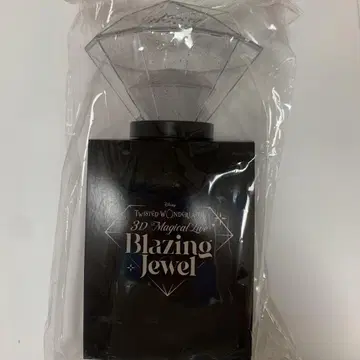 Disney
TWISTED WONDERLAND
3D Magical Live
Blazing
Jewel